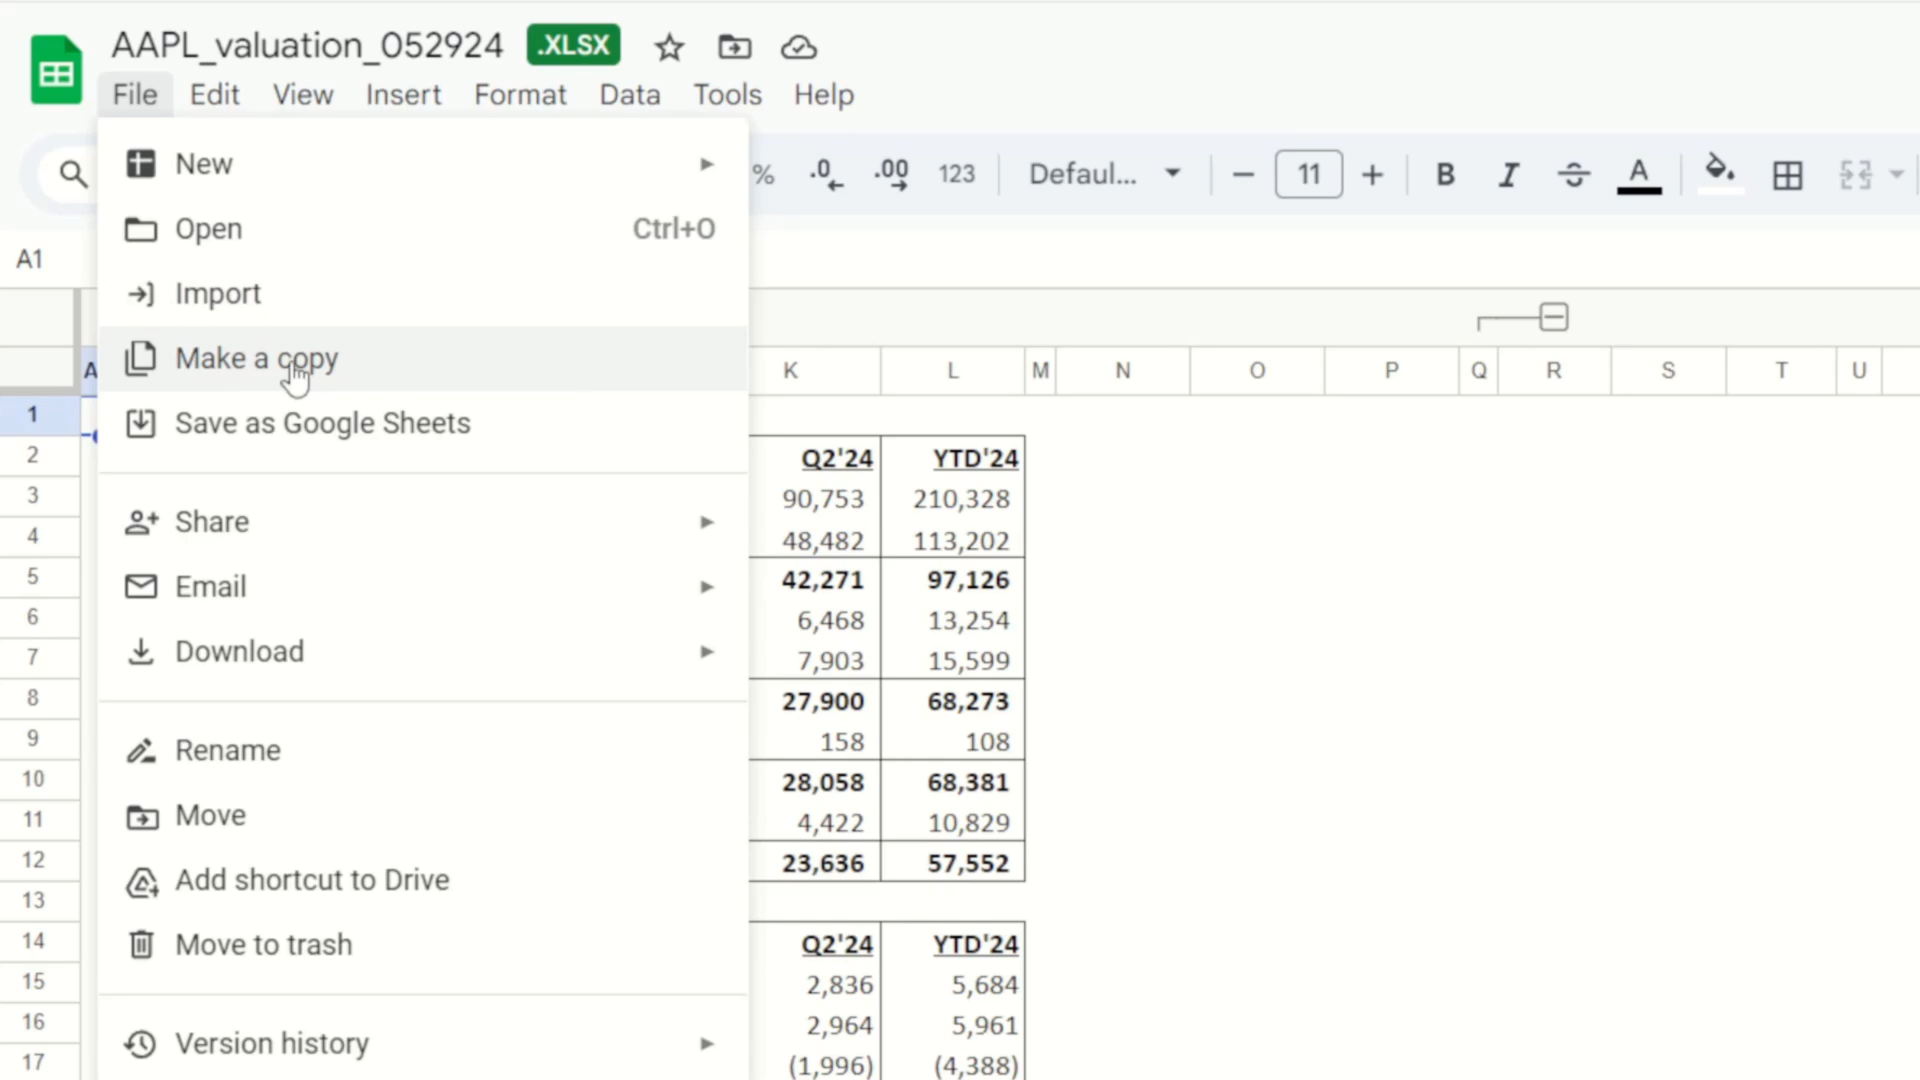 AAPL_valuation_052924 .XLSX
File Edit View Insert Format Data Tools Help
% .0 .00 123 Defaul... 11 B I A
A1
New
Open Ctrl+O
Import
Make a copy
Save as Google Sheets
Share
Email
Download
Rename
Move
Add shortcut to Drive
Move to trash
Version history
A K L M N O P Q R S T U
1
2 Q2'24 YTD'24
3 90,753 210,328
4 48,482 113,202
5 42,271 97,126
6 6,468 13,254
7 7,903 15,599
8 27,900 68,273
9 158 108
10 28,058 68,381
11 4,422 10,829
12 23,636 57,552
13
14 Q2'24 YTD'24
15 2,836 5,684
16 2,964 5,961
17 (1,996) (4,388)